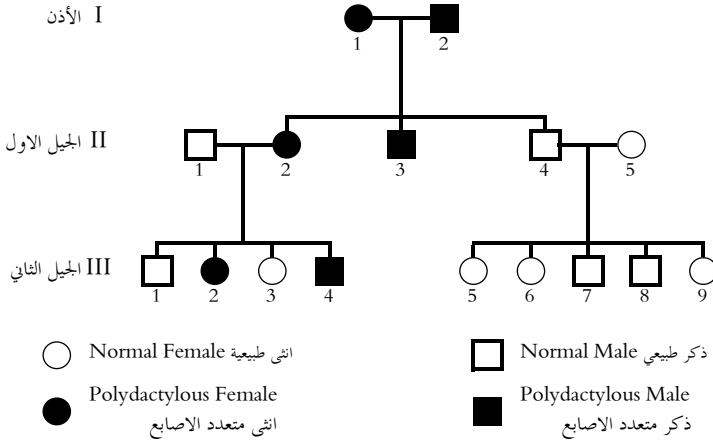 I الأذن
1 2
II الجيل الاول
1 2 3 4 5
III الجيل الثاني
1 2 3 4 5 6 7 8 9
Normal Female انثى طبيعية
Normal Male ذكر طبيعي
Polydactylous Female
انثى متعدد الاصابع
Polydactylous Male
ذكر متعدد الاصابع